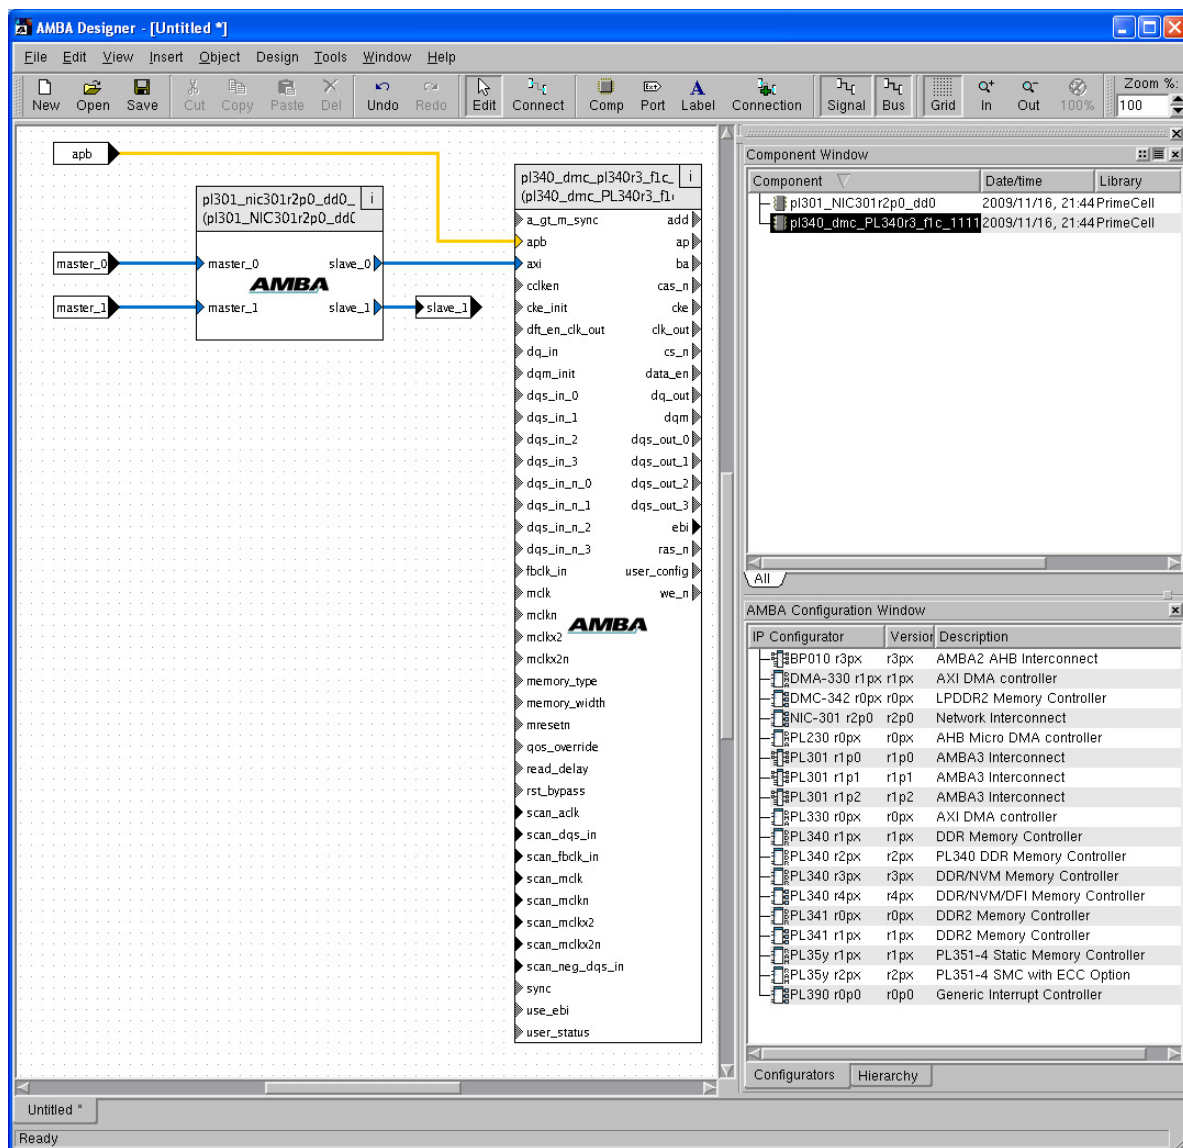 AMBA Designer - [Untitled *]
File Edit View Insert Object Design Tools Window Help
New Open Save Cut Copy Paste Del Undo Redo Edit Connect Comp Port Label Connection Signal Bus Grid In Out 100% Zoom %:
100
apb
master_0
master_1
pl301_nic301r2p0_dd0_ i
(pl301_NIC301r2p0_dd0
master_0 slave_0
AMBA
master_1 slave_1
slave_1
pl340_dmc_pl340r3_f1c_ i
(pl340_dmc_PL340r3_f1
a_gt_m_sync add
apb ap
axi ba
cclken cas_n
cke_init cke
dft_en_clk_out clk_out
dq_in cs_n
dqm_init data_en
dqs_in_0 dq_out
dqs_in_1 dqm
dqs_in_2 dqs_out_0
dqs_in_3 dqs_out_1
dqs_in_n_0 dqs_out_2
dqs_in_n_1 dqs_out_3
dqs_in_n_2 ebi
dqs_in_n_3 ras_n
fbclk_in user_config
mclk we_n
mclkn
AMBA
mclkx2
mclkx2n
memory_type
memory_width
mresetn
qos_override
read_delay
rst_bypass
scan_aclk
scan_dqs_in
scan_fbclk_in
scan_mclk
scan_mclkn
scan_mclkx2
scan_mclkx2n
scan_neg_dqs_in
sync
use_ebi
user_status
Component Window
Component Date/time Library
pl301_NIC301r2p0_dd0 2009/11/16, 21:44 PrimeCell
pl340_dmc_PL340r3_f1c_1111 2009/11/16, 21:44 PrimeCell
All
AMBA Configuration Window
IP Configurator Version Description
BP010 r3px r3px AMBA2 AHB Interconnect
DMA-330 r1px r1px AXI DMA controller
DMC-342 r0px r0px LPDDR2 Memory Controller
NIC-301 r2p0 r2p0 Network Interconnect
PL230 r0px r0px AHB Micro DMA controller
PL301 r1p0 r1p0 AMBA3 Interconnect
PL301 r1p1 r1p1 AMBA3 Interconnect
PL301 r1p2 r1p2 AMBA3 Interconnect
PL330 r0px r0px AXI DMA controller
PL340 r1px r1px DDR Memory Controller
PL340 r2px r2px PL340 DDR Memory Controller
PL340 r3px r3px DDR/NVM Memory Controller
PL340 r4px r4px DDR/NVM/DFI Memory Controller
PL341 r0px r0px DDR2 Memory Controller
PL341 r1px r1px DDR2 Memory Controller
PL35y r1px r1px PL351-4 Static Memory Controller
PL35y r2px r2px PL351-4 SMC with ECC Option
PL390 r0p0 r0p0 Generic Interrupt Controller
Configurators Hierarchy
Untitled *
Ready